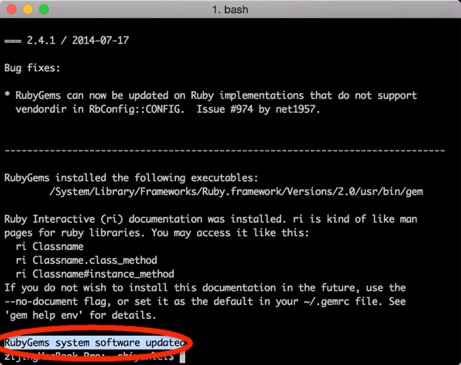 1. bash
=== 2.4.1 / 2014-07-17
Bug fixes:
* RubyGems can now be updated on Ruby implementations that do not support
vendordir in RbConfig::CONFIG.  Issue #974 by net1957.
------------------------------------------------------------------------------
RubyGems installed the following executables:
/System/Library/Frameworks/Ruby.framework/Versions/2.0/usr/bin/gem
Ruby Interactive (ri) documentation was installed. ri is kind of like man
pages for ruby libraries. You may access it like this:
ri Classname
ri Classname.class_method
ri Classname#instance_method
If you do not wish to install this documentation in the future, use the
--no-document flag, or set it as the default in your ~/.gemrc file. See
'gem help env' for details.
RubyGems system software updated
$